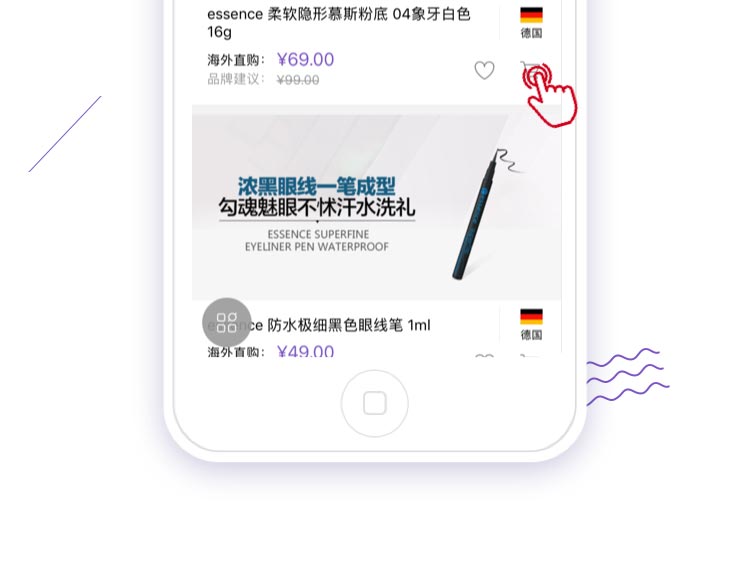 essence 柔软隐形慕斯粉底 04象牙白色
16g
德国
海外直购： ¥69.00
品牌建议： ¥99.00
浓黑眼线一笔成型
勾魂魅眼不怵汗水洗礼
ESSENCE SUPERFINE
EYELINER PEN WATERPROOF
essence 防水极细黑色眼线笔 1ml
德国
海外直购： ¥49.00